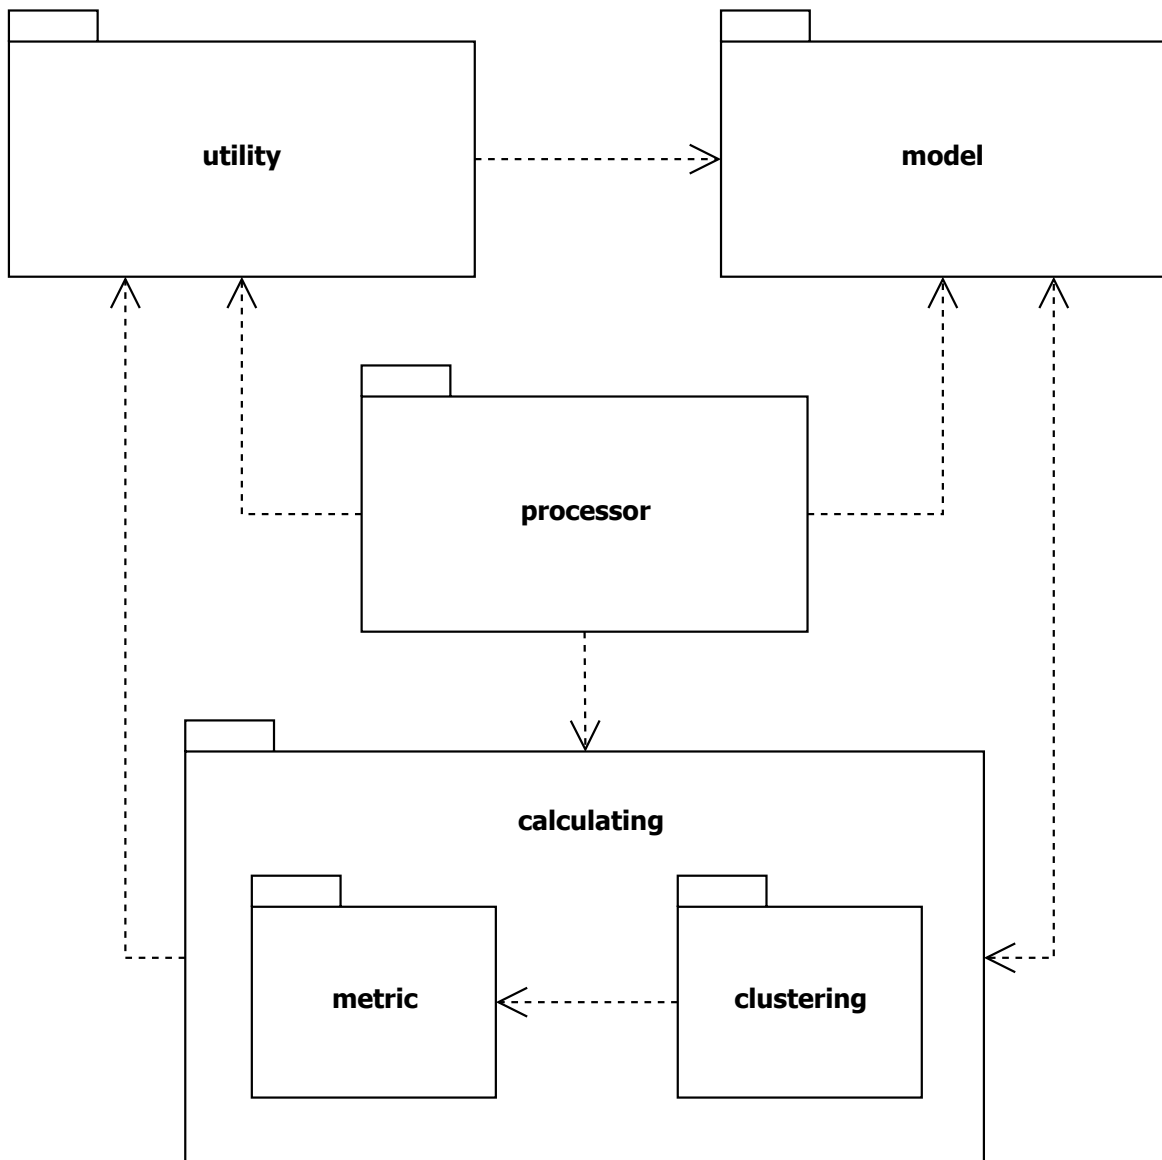 utility
model
processor
calculating
metric
clustering